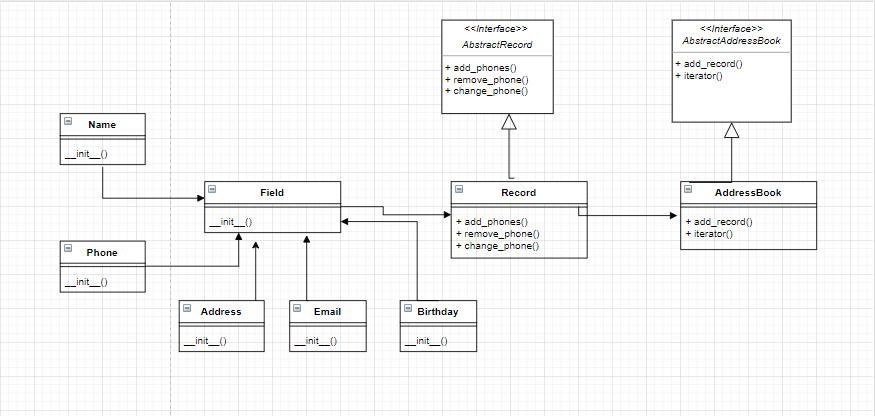 <<Interface>>
AbstractRecord
+ add_phones()
+ remove_phone()
+ change_phone()
<<Interface>>
AbstractAddressBook
+ add_record()
+ iterator()
Name
__init__()
Field
__init__()
Record
+ add_phones()
+ remove_phone()
+ change_phone()
AddressBook
+ add_record()
+ iterator()
Phone
__init__()
Address
__init__()
Email
__init__()
Birthday
__init__()